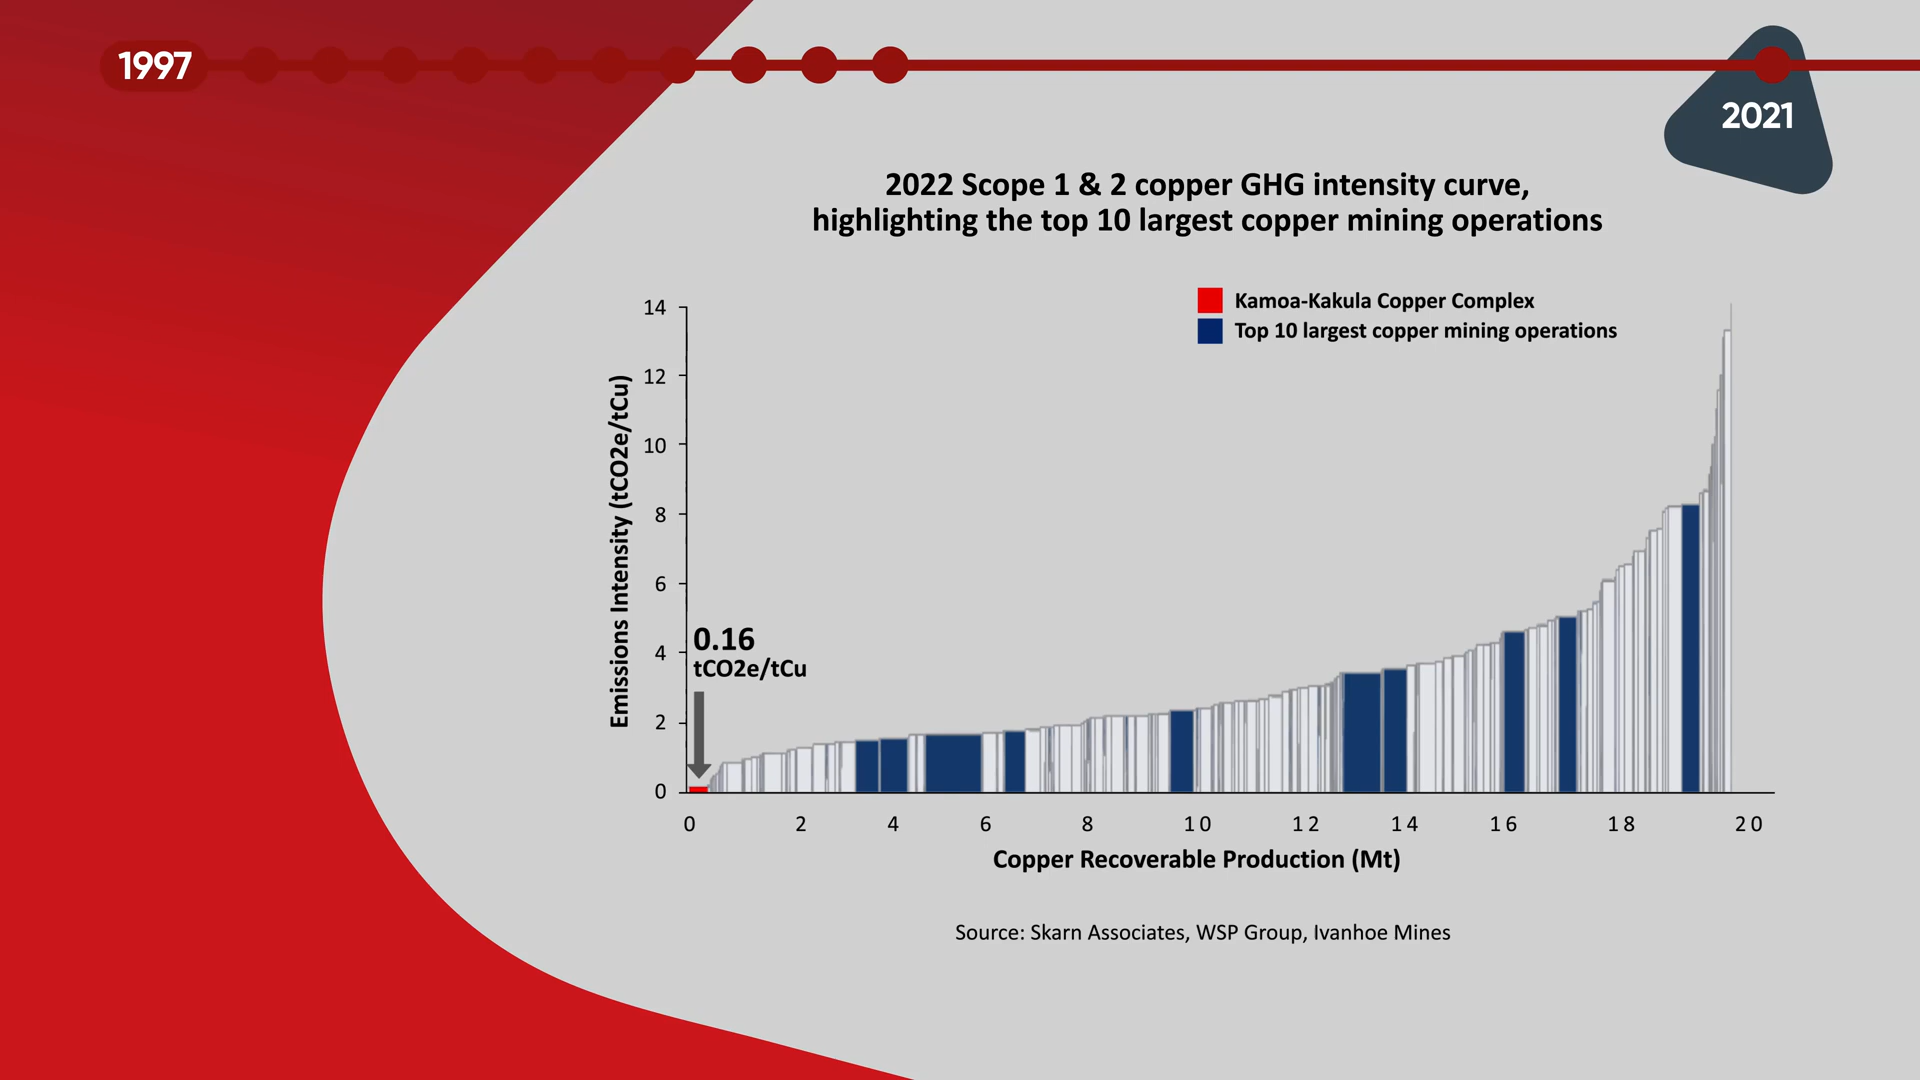 1997
2021
2022 Scope 1 & 2 copper GHG intensity curve,
highlighting the top 10 largest copper mining operations
Kamoa-Kakula Copper Complex
Top 10 largest copper mining operations
Emissions Intensity (tCO2e/tCu)
14
12
10
8
6
4
2
0
0.16
tCO2e/tCu
0 2 4 6 8 10 12 14 16 18 20
Copper Recoverable Production (Mt)
Source: Skarn Associates, WSP Group, Ivanhoe Mines